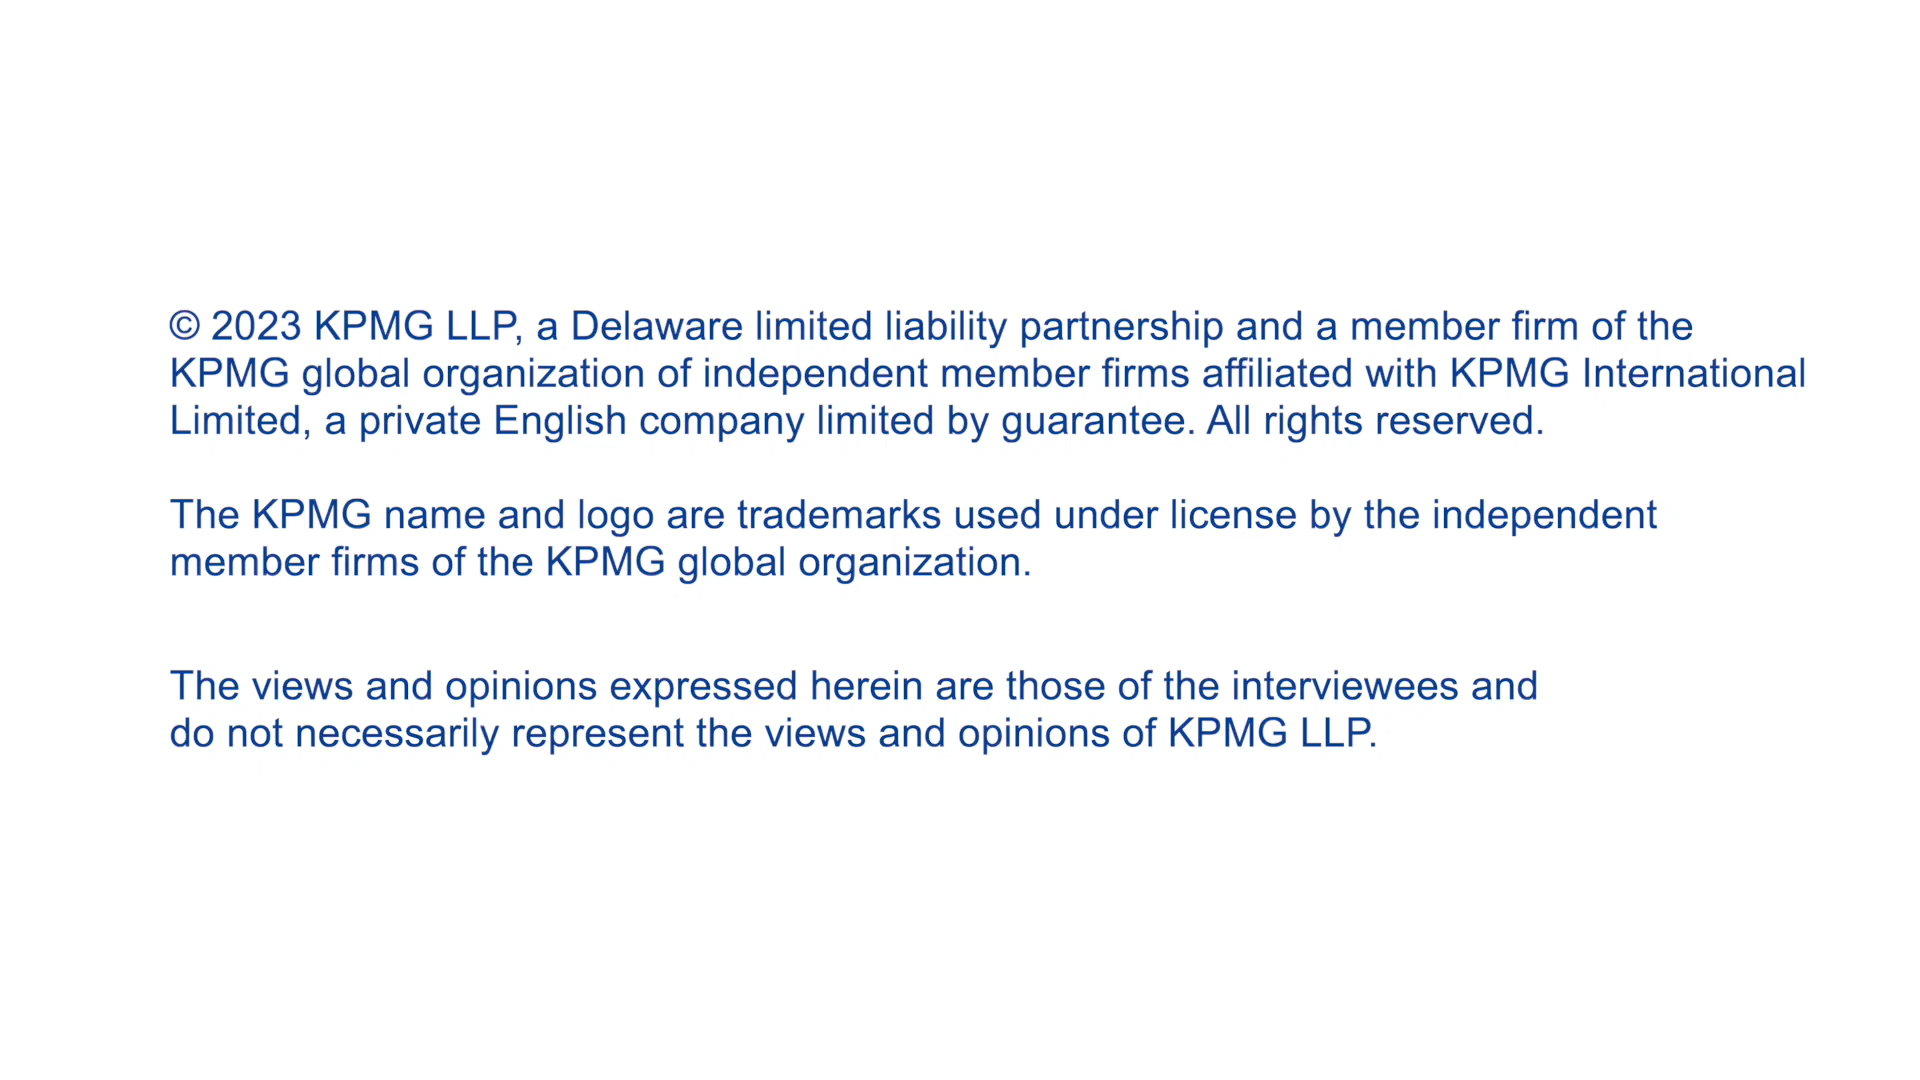 © 2023 KPMG LLP, a Delaware limited liability partnership and a member firm of the
KPMG global organization of independent member firms affiliated with KPMG International
Limited, a private English company limited by guarantee. All rights reserved.
The KPMG name and logo are trademarks used under license by the independent
member firms of the KPMG global organization.
The views and opinions expressed herein are those of the interviewees and
do not necessarily represent the views and opinions of KPMG LLP.